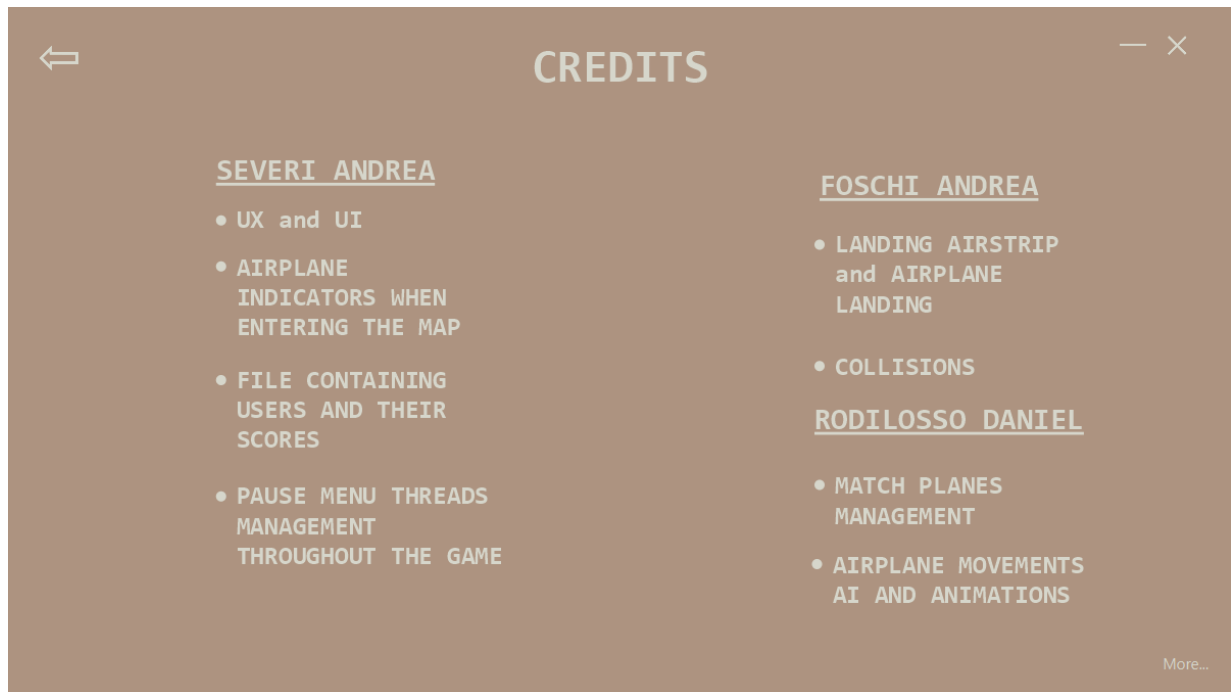 CREDITS
SEVERI ANDREA
UX and UI
AIRPLANE
INDICATORS WHEN
ENTERING THE MAP
FILE CONTAINING
USERS AND THEIR
SCORES
PAUSE MENU THREADS
MANAGEMENT
THROUGHOUT THE GAME
FOSCHI ANDREA
LANDING AIRSTRIP
and AIRPLANE
LANDING
COLLISIONS
RODILOSSO DANIEL
MATCH PLANES
MANAGEMENT
AIRPLANE MOVEMENTS
AI AND ANIMATIONS
More...